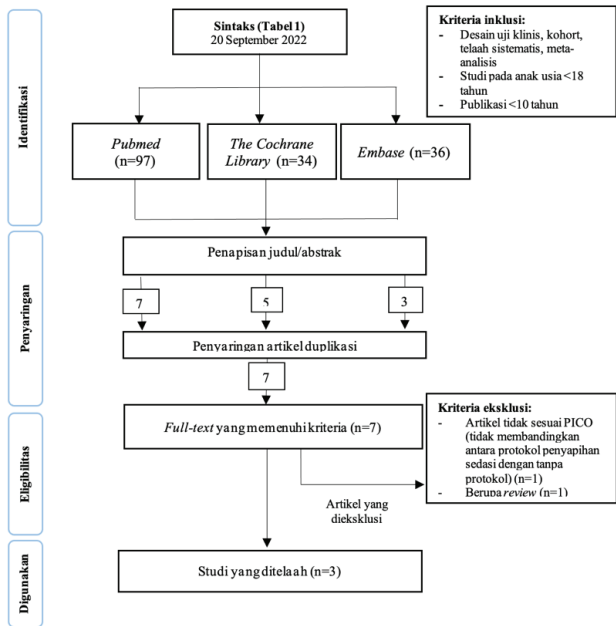 Sintaks (Tabel 1)
20 September 2022
Kriteria inklusi:
- Desain uji klinis, kohort,
telaah sistematis, meta-
analisis
- Studi pada anak usia <18
tahun
- Publikasi <10 tahun
Identifikasi
Pubmed
(n=97)
The Cochrane
Library (n=34)
Embase (n=36)
Penyaringan
Penapisan judul/abstrak
7
5
3
Penyaringan artikel duplikasi
7
Eligibilitas
Full-text yang memenuhi kriteria (n=7)
Kriteria eksklusi:
- Artikel tidak sesuai PICO
(tidak membandingkan
antara protokol penyapihan
sedasi dengan tanpa
protokol) (n=1)
- Berupa review (n=1)
Artikel yang
dieksklusi
Digunakan
Studi yang ditelaah (n=3)